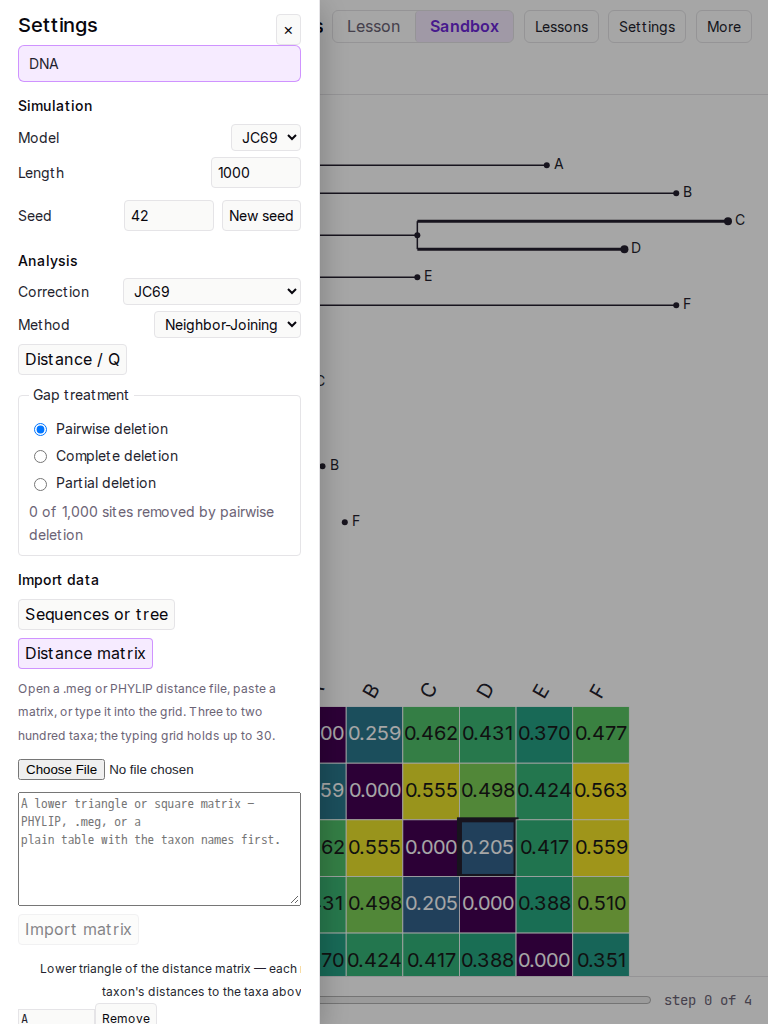 Settings
×
DNA
Simulation
Model
JC69
Length
1000
Seed
42
New seed
Analysis
Correction
JC69
Method
Neighbor-Joining
Distance / Q
Gap treatment
Pairwise deletion
Complete deletion
Partial deletion
0 of 1,000 sites removed by pairwise
deletion
Import data
Sequences or tree
Distance matrix
Open a .meg or PHYLIP distance file, paste a
matrix, or type it into the grid. Three to two
hundred taxa; the typing grid holds up to 30.
Choose File No file chosen
A lower triangle or square matrix —
PHYLIP, .meg, or a
plain table with the taxon names first.
Import matrix
Lower triangle of the distance matrix — each
taxon's distances to the taxa abov
A
Remove
Lesson
Sandbox
Lessons
Settings
More
A
B
C
D
E
F
C
B
F
B C D E F
00 0.259 0.462 0.431 0.370 0.477
59 0.000 0.555 0.498 0.424 0.563
62 0.555 0.000 0.205 0.417 0.559
31 0.498 0.205 0.000 0.388 0.510
70 0.424 0.417 0.388 0.000 0.351
step 0 of 4